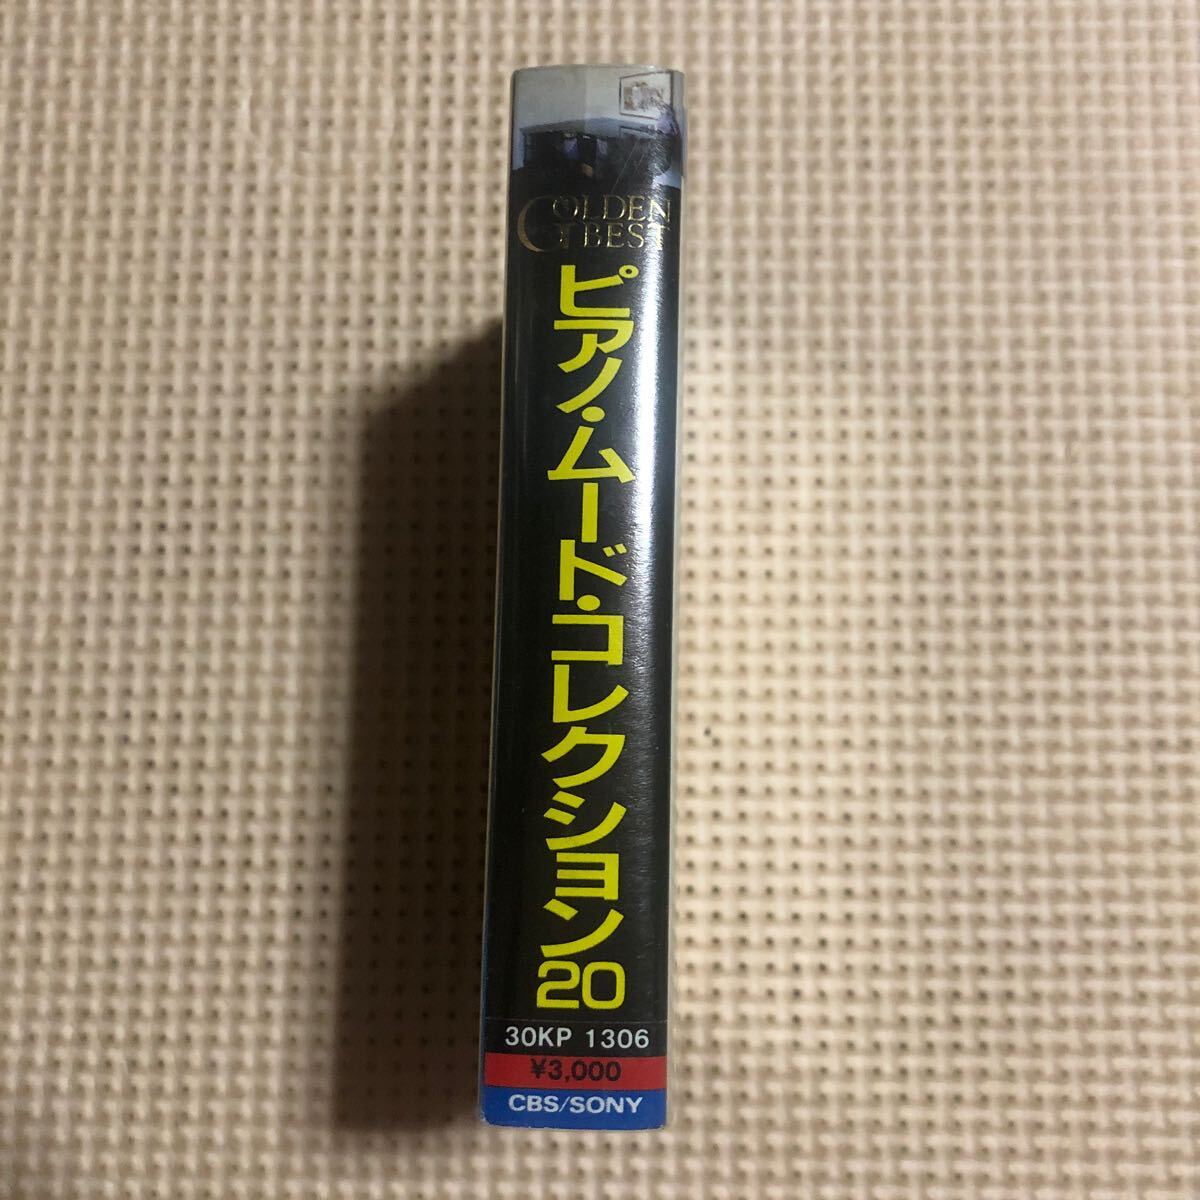 GOLDEN
BEST
ピアノ・ムード・コレクション20
30KP 1306
¥3,000
CBS/SONY